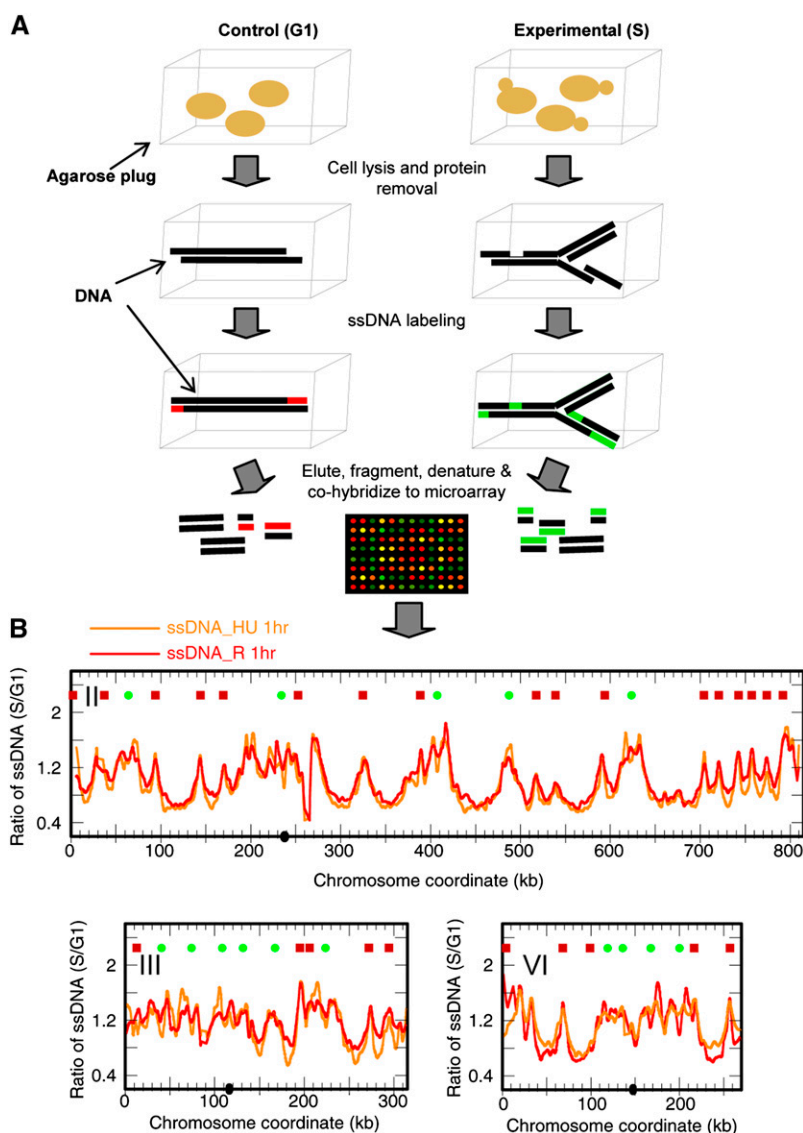 A
Control (G1)
Experimental (S)
Agarose plug
Cell lysis and protein
removal
DNA
ssDNA labeling
Elute, fragment, denature &
co-hybridize to microarray
B
ssDNA_HU 1hr
ssDNA_R 1hr
Ratio of ssDNA (S/G1)
2
1.2
0.4
II
0 100 200 300 400 500 600 700 800
Chromosome coordinate (kb)
Ratio of ssDNA (S/G1)
2
1.2
0.4
III
0 100 200 300
Chromosome coordinate (kb)
Ratio of ssDNA (S/G1)
2
1.2
0.4
VI
0 100 200
Chromosome coordinate (kb)